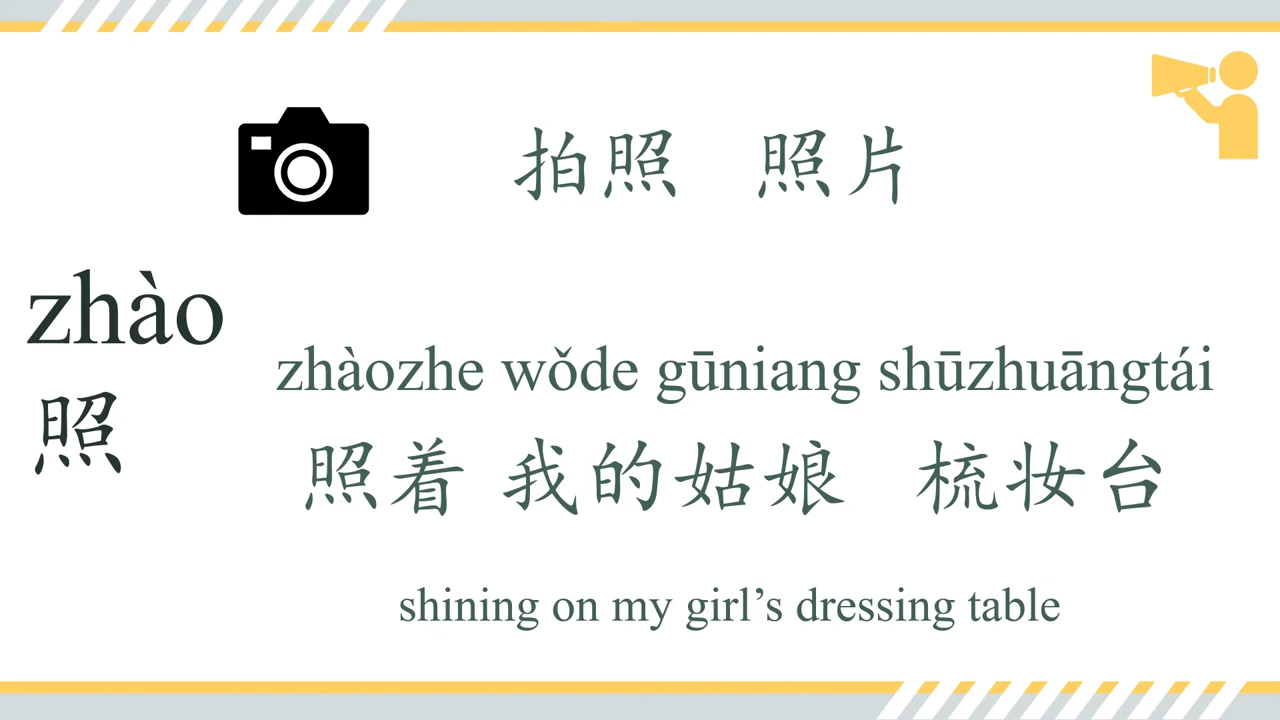 拍照 照片
zhào
照
zhàozhe wǒde gūniang shūzhuāngtái
照着 我的姑娘 梳妆台
shining on my girl’s dressing table